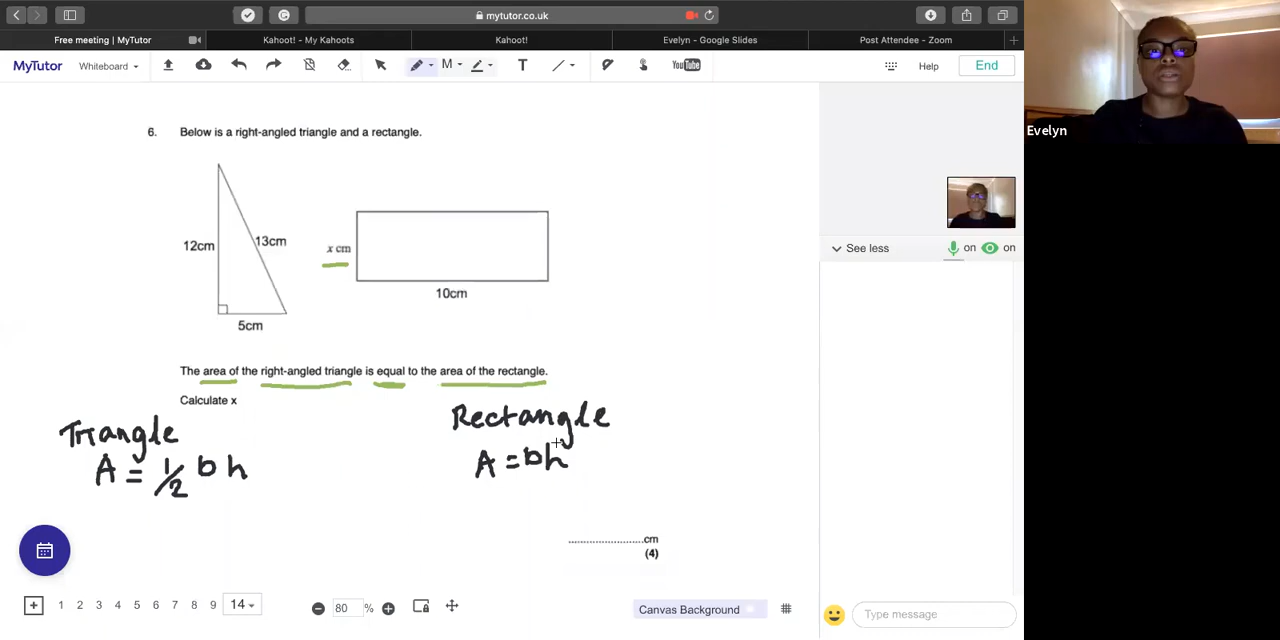 mytutor.co.uk
Free meeting | MyTutor
Kahoot! - My Kahoots
Kahoot!
Evelyn - Google Slides
Post Attendee - Zoom
MyTutor
Whiteboard
M
T
YouTube
Help
End
Evelyn
6. Below is a right-angled triangle and a rectangle.
12cm
13cm
x cm
5cm
10cm
See less
on
on
The area of the right-angled triangle is equal to the area of the rectangle.
Calculate x
Triangle
A = 1/2 b h
Rectangle
A = bh
........................cm
(4)
1 2 3 4 5 6 7 8 9 14
80 %
Canvas Background
Type message